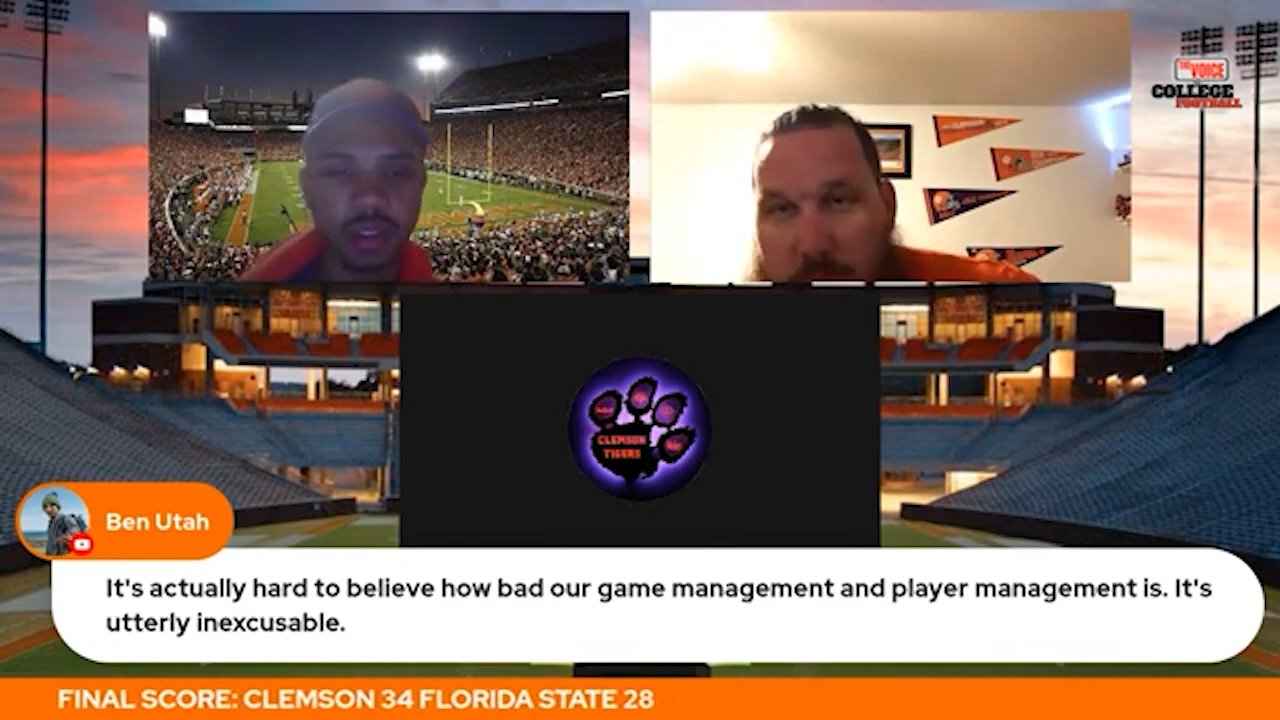 THE VOICE
COLLEGE
FOOTBALL
CLEMSON
TIGERS
Ben Utah
It's actually hard to believe how bad our game management and player management is. It's
utterly inexcusable.
FINAL SCORE: CLEMSON 34 FLORIDA STATE 28